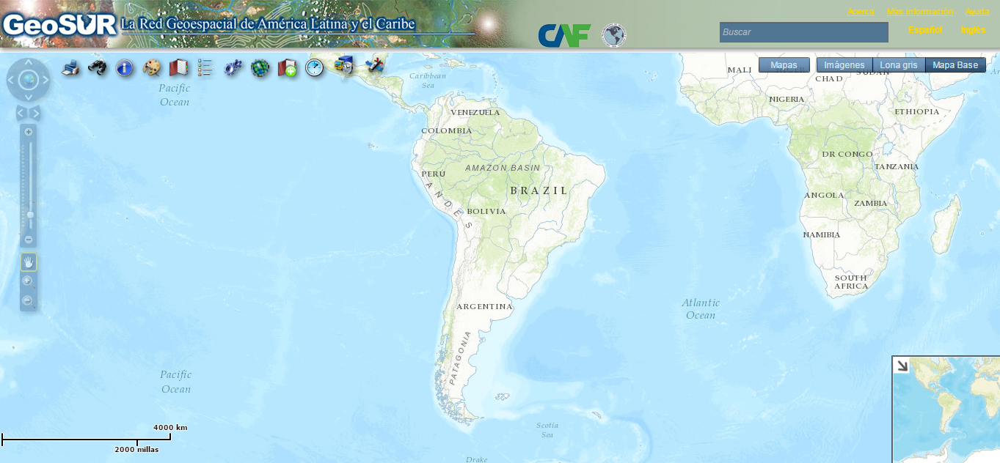 GeoSUR La Red Geoespacial de América Latina y el Caribe
CAF
Acerca Más información Ayuda
Buscar
Español Inglés
Mapas Imágenes Lona gris Mapa Base
Caribbean
Sea
Pacific
Ocean
MALI
CHAD
SUDAN
NIGERIA
ETHIOPIA
VENEZUELA
COLOMBIA
DR CONGO
TANZANIA
PERU
AMAZON BASIN
BRAZIL
ANDES
BOLIVIA
ANGOLA
ZAMBIA
NAMIBIA
SOUTH
AFRICA
ARGENTINA
Atlantic
Ocean
PATAGONIA
Pacific
Ocean
4000 km
2000 millas
Scotia
Sea
Drake